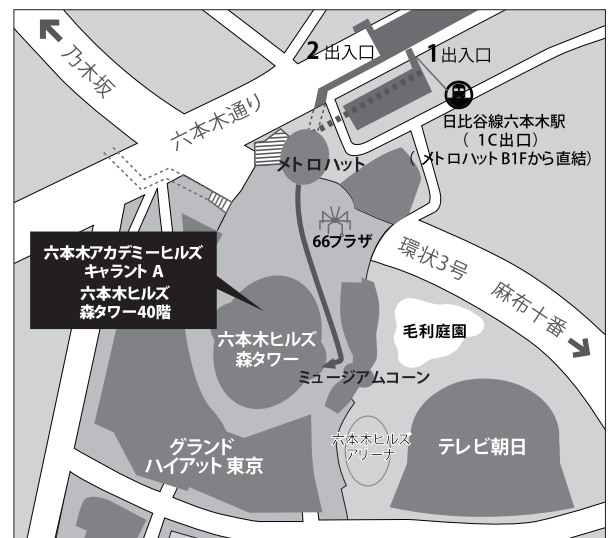 乃木坂
六本木通り
2出入口
1出入口
日比谷線六本木駅
( 1C出口)
(メトロハットB1Fから直結)
メトロハット
66プラザ
環状3号
麻布十番
六本木アカデミーヒルズ
キャラント A
六本木ヒルズ
森タワー40階
六本木ヒルズ
森タワー
毛利庭園
ミュージアムコーン
グランド
ハイアット東京
六本木ヒルズ
アリーナ
テレビ朝日